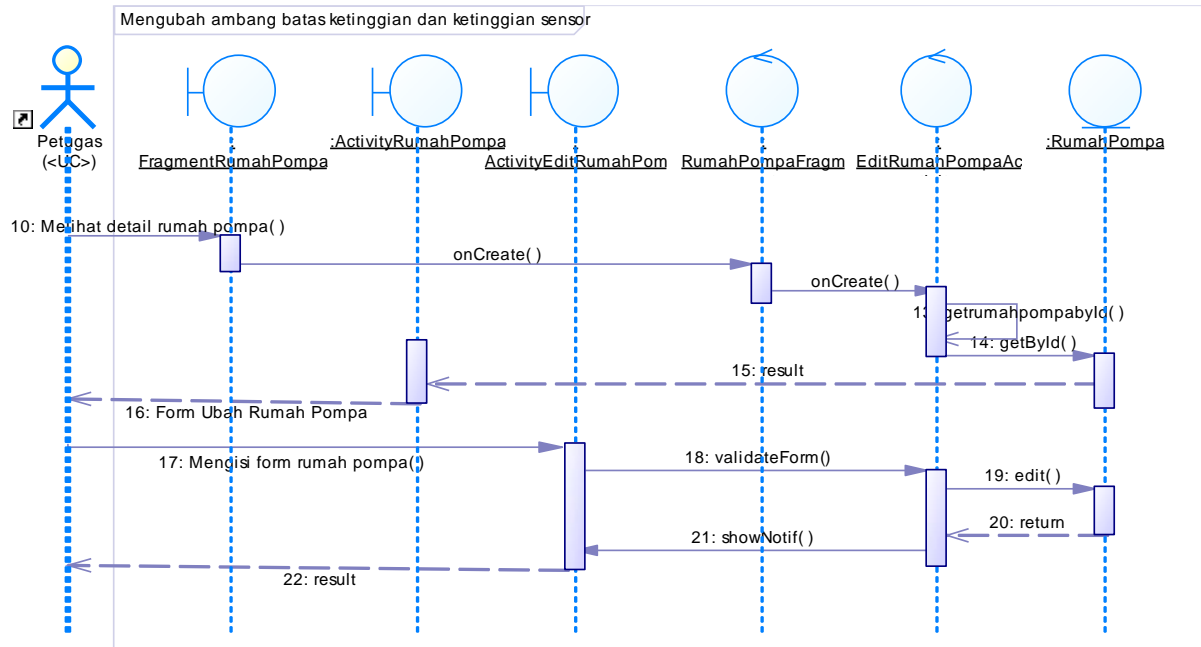 Mengubah ambang batas ketinggian dan ketinggian sensor
Petugas
(<UC>)
FragmentRumahPompa
:ActivityRumahPompa
ActivityEditRumahPom
RumahPompaFragm
EditRumahPompaAc
:RumahPompa
10: Melihat detail rumah pompa( )
onCreate( )
onCreate( )
13: getrumahpompabyId( )
14: getById( )
15: result
16: Form Ubah Rumah Pompa
17: Mengisi form rumah pompa( )
18: validateForm()
19: edit( )
20: return
21: showNotif( )
22: result